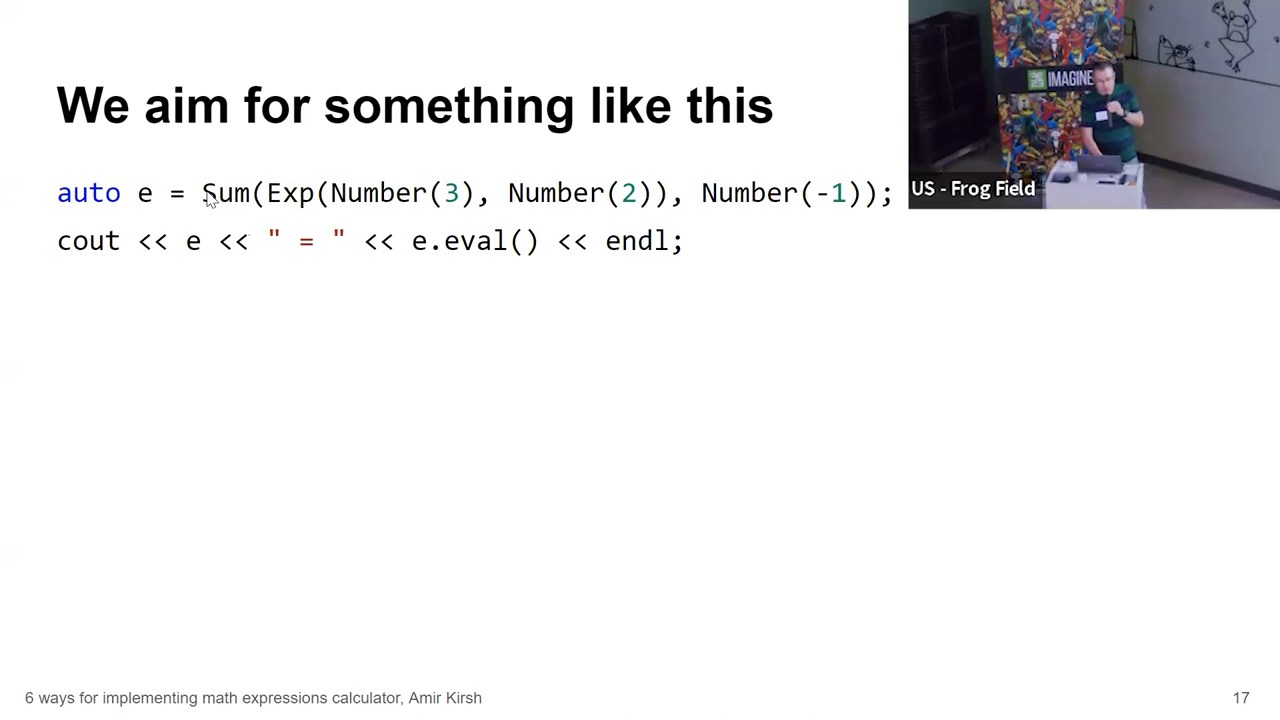 We aim for something like this
auto e = Sum(Exp(Number(3), Number(2)), Number(-1));
cout << e << " = " << e.eval() << endl;
IMAGINE
US - Frog Field
6 ways for implementing math expressions calculator, Amir Kirsh
17